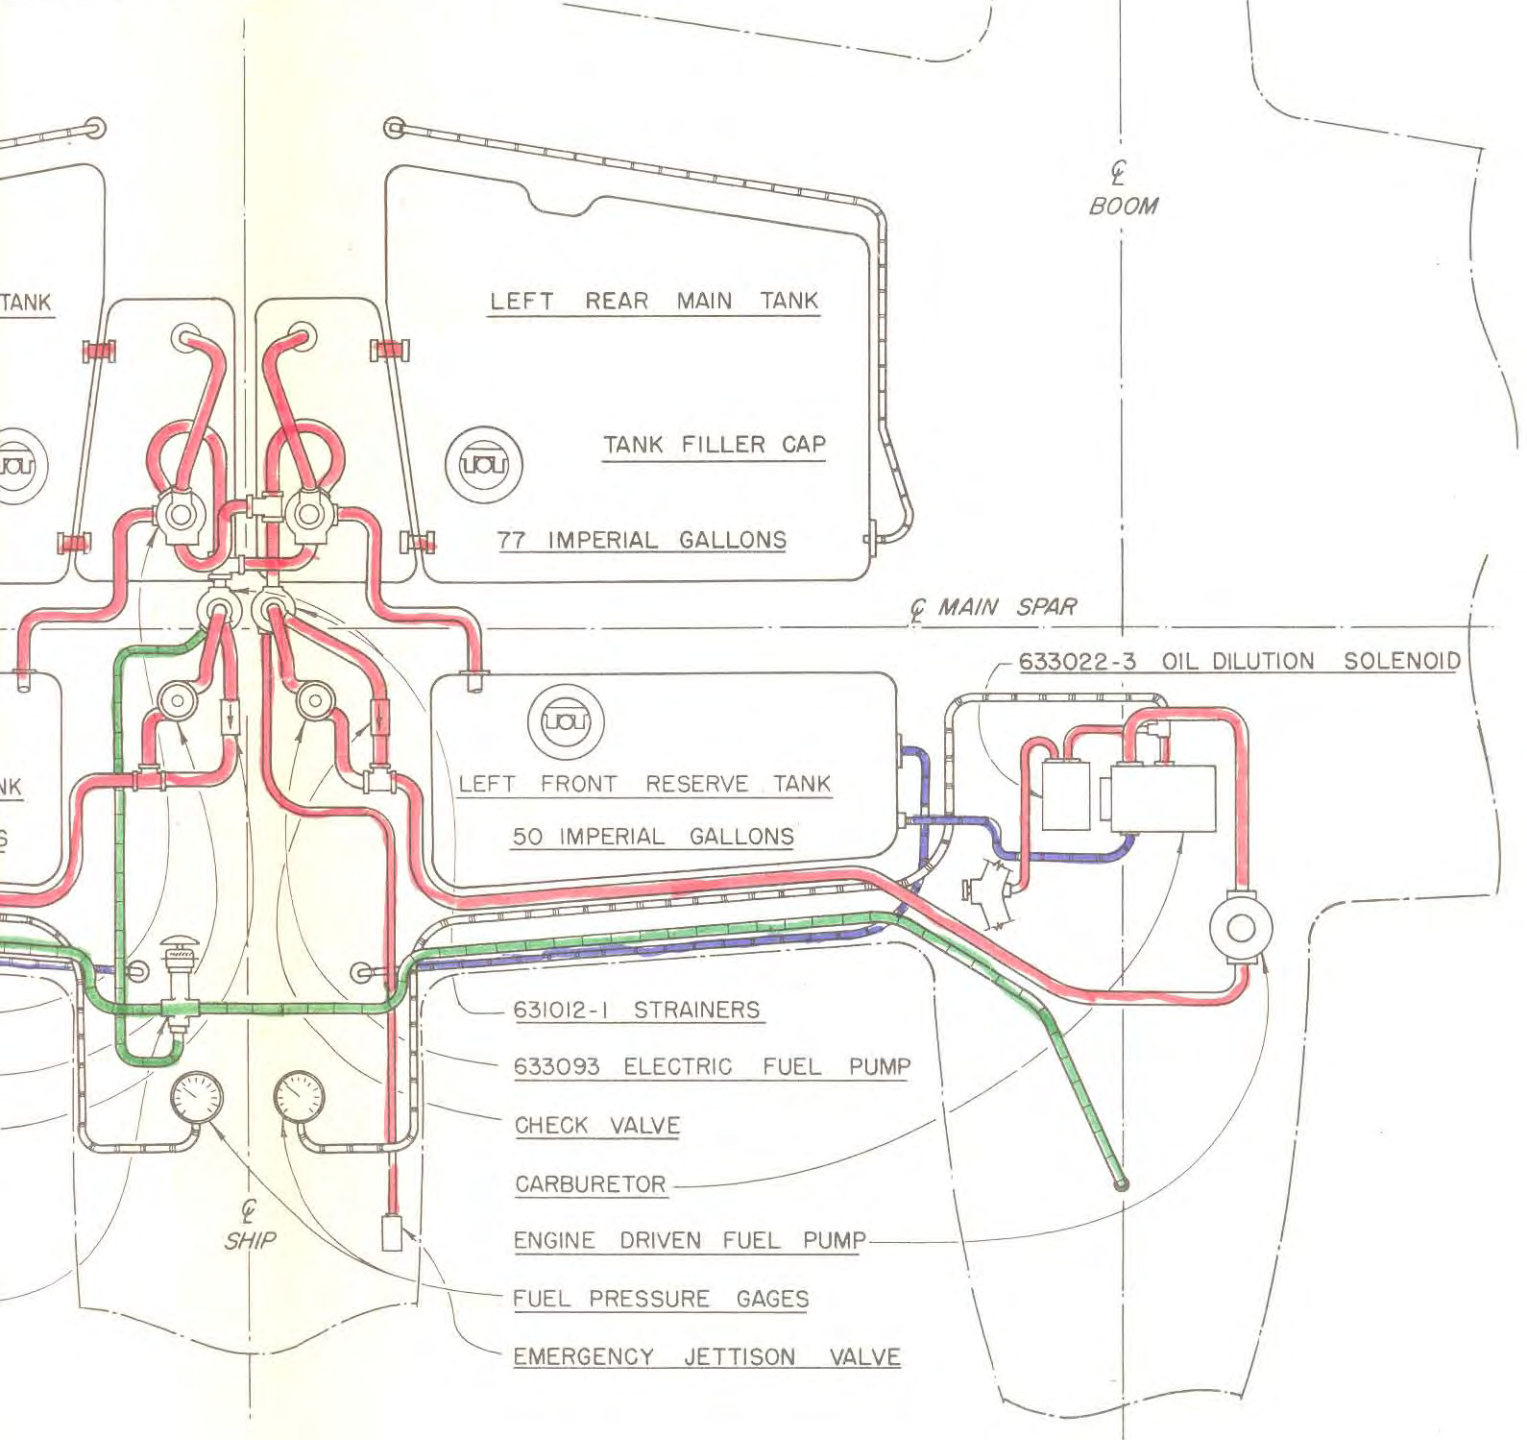 ℄
BOOM
TANK
LEFT REAR MAIN TANK
TANK FILLER CAP
77 IMPERIAL GALLONS
℄ MAIN SPAR
633022-3 OIL DILUTION SOLENOID
NK
LEFT FRONT RESERVE TANK
S
50 IMPERIAL GALLONS
631012-1 STRAINERS
633093 ELECTRIC FUEL PUMP
CHECK VALVE
CARBURETOR
℄
SHIP
ENGINE DRIVEN FUEL PUMP
FUEL PRESSURE GAGES
EMERGENCY JETTISON VALVE